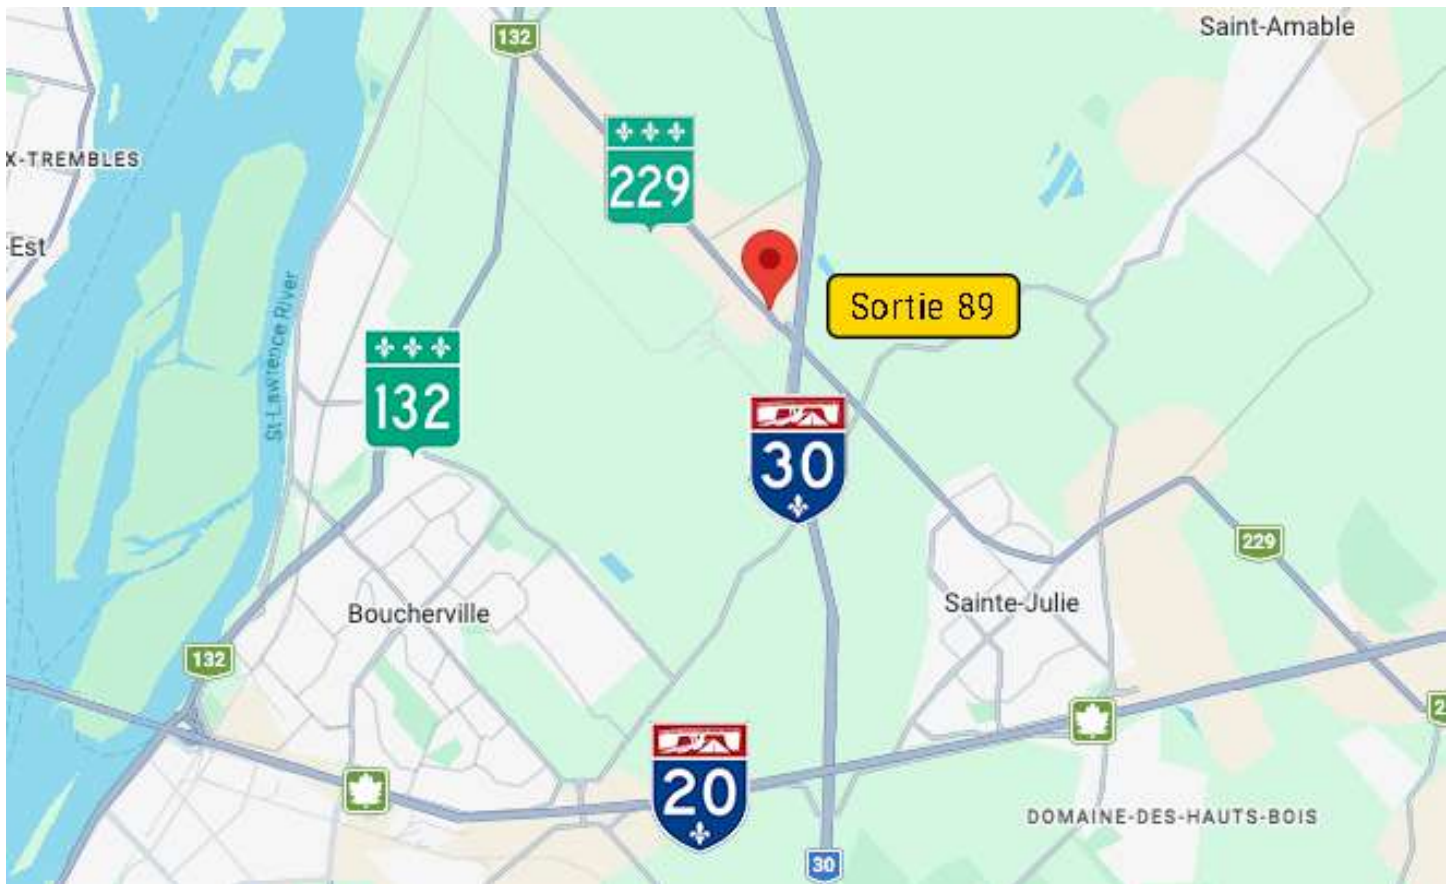 Saint-Amable
132
229
X-TREMBLES
-Est
Sortie 89
St-Lawrence River
132
30
229
Sainte-Julie
Boucherville
132
20
DOMAINE-DES-HAUTS-BOIS
30